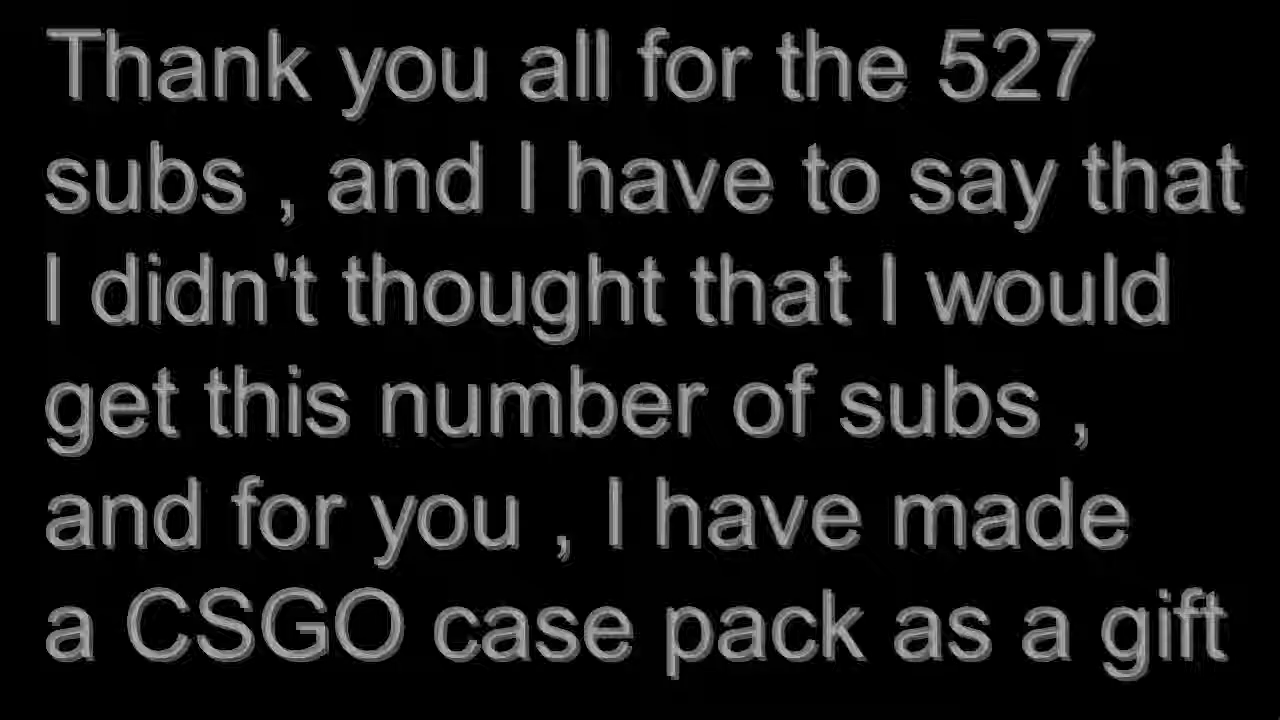 Thank you all for the 527
subs , and I have to say that
I didn't thought that I would
get this number of subs ,
and for you , I have made
a CSGO case pack as a gift